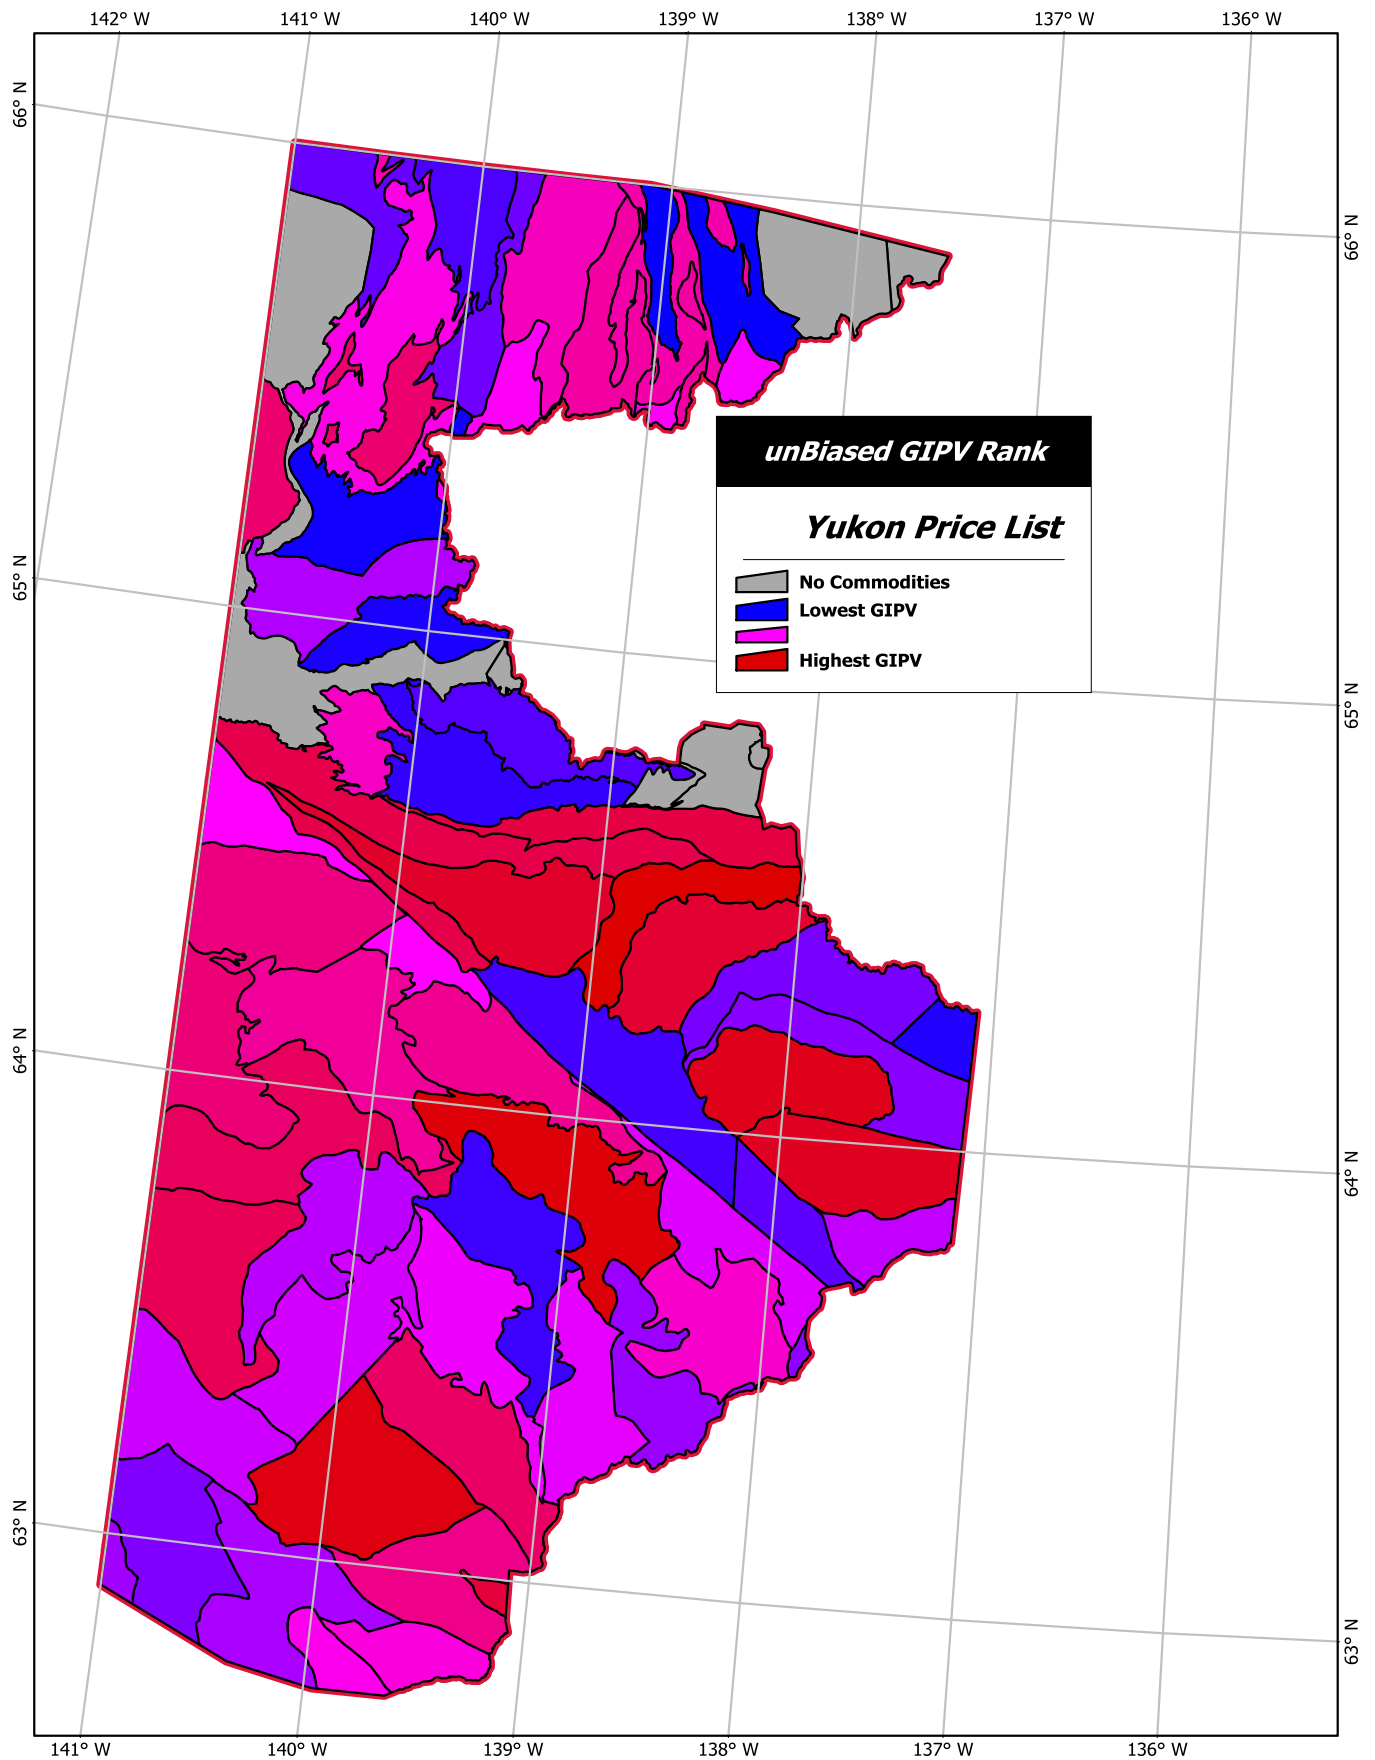 142° W 141° W 140° W 139° W 138° W 137° W 136° W
66° N
66° N
unBiased GIPV Rank
Yukon Price List
No Commodities
Lowest GIPV
Highest GIPV
65° N
65° N
64° N
64° N
63° N
63° N
141° W 140° W 139° W 138° W 137° W 136° W